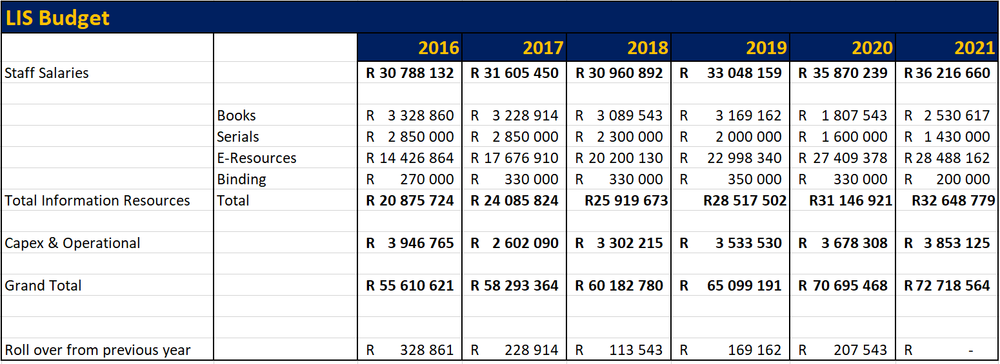 LIS Budget
2016 2017 2018 2019 2020 2021
Staff Salaries R 30 788 132 R 31 605 450 R 30 960 892 R 33 048 159 R 35 870 239 R 36 216 660
Books R 3 328 860 R 3 228 914 R 3 089 543 R 3 169 162 R 1 807 543 R 2 530 617
Serials R 2 850 000 R 2 850 000 R 2 300 000 R 2 000 000 R 1 600 000 R 1 430 000
E-Resources R 14 426 864 R 17 676 910 R 20 200 130 R 22 998 340 R 27 409 378 R 28 488 162
Binding R 270 000 R 330 000 R 330 000 R 350 000 R 330 000 R 200 000
Total Information Resources Total R 20 875 724 R 24 085 824 R25 919 673 R28 517 502 R31 146 921 R32 648 779
Capex & Operational R 3 946 765 R 2 602 090 R 3 302 215 R 3 533 530 R 3 678 308 R 3 853 125
Grand Total R 55 610 621 R 58 293 364 R 60 182 780 R 65 099 191 R 70 695 468 R 72 718 564
Roll over from previous year R 328 861 R 228 914 R 113 543 R 169 162 R 207 543 R -